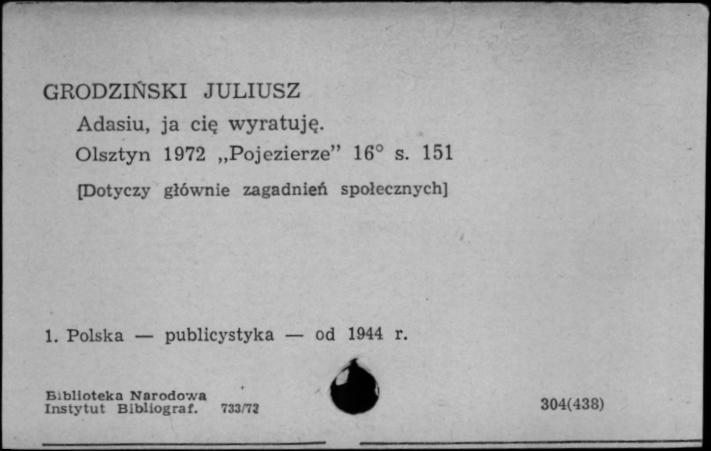 GRODZIŃSKI JULIUSZ
Adasiu, ja cię wyratuję.
Olsztyn 1972 „Pojezierze” 16° s. 151
[Dotyczy głównie zagadnień społecznych]
1. Polska — publicystyka — od 1944 r.
Biblioteka Narodowa
Instytut Bibliograf. 733/72
304(438)